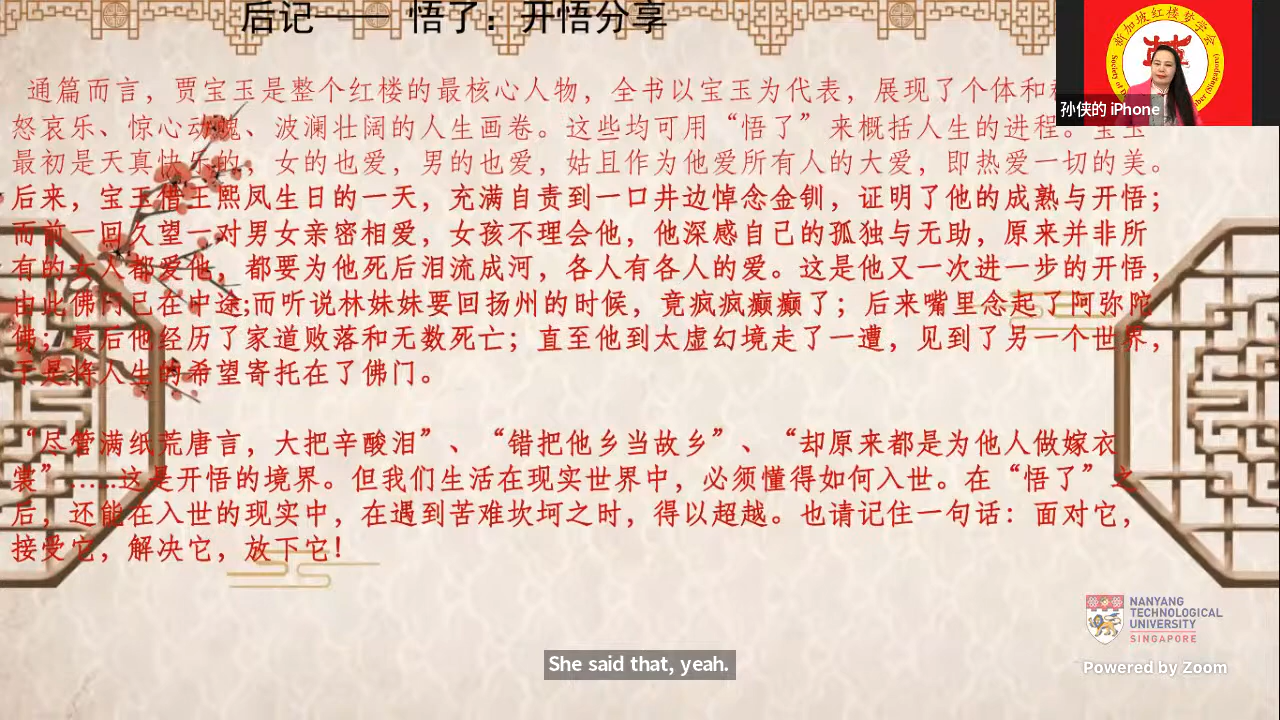 后记—— 悟了：开悟分享
通篇而言，贾宝玉是整个红楼的最核心人物，全书以宝玉为代表，展现了个体和
怒哀乐、惊心动魄、波澜壮阔的人生画卷。这些均可用“悟了”来概括人生的进程。宝玉
最初是天真快乐的，女的也爱，男的也爱，姑且作为他爱所有人的大爱，即热爱一切的美。
后来，宝玉借王熙凤生日的一天，充满自责到一口井边悼念金钏，证明了他的成熟与开悟；
而前一回久望一对男女亲密相爱，女孩不理会他，他深感自己的孤独与无助，原来并非所
有的女人都爱他，都要为他死后泪流成河，各人有各人的爱。这是他又一次进一步的开悟，
由此佛门已在中途;而听说林妹妹要回扬州的时候，竟疯疯癫癫了；后来嘴里念起了阿弥陀
佛；最后他经历了家道败落和无数死亡；直至他到太虚幻境走了一遭，见到了另一个世界，
于是将人生的希望寄托在了佛门。
“尽管满纸荒唐言，大把辛酸泪”、“错把他乡当故乡”、“却原来都是为他人做嫁衣
裳”……这是开悟的境界。但我们生活在现实世界中，必须懂得如何入世。在“悟了”之
后，还能在入世的现实中，在遇到苦难坎坷之时，得以超越。也请记住一句话：面对它，
接受它，解决它，放下它！
新加坡红楼梦学会
孙侠的 iPhone
NANYANG
TECHNOLOGICAL
UNIVERSITY
SINGAPORE
Powered by Zoom
She said that, yeah.